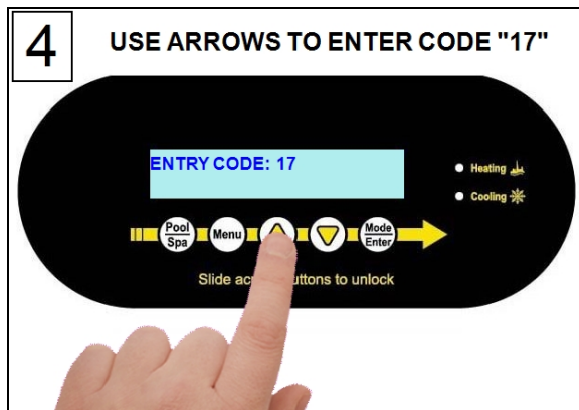 4
USE ARROWS TO ENTER CODE "17"
ENTRY CODE: 17
Heating
Cooling
Pool
Spa
Menu
Mode
Enter
Slide uttons to unlock